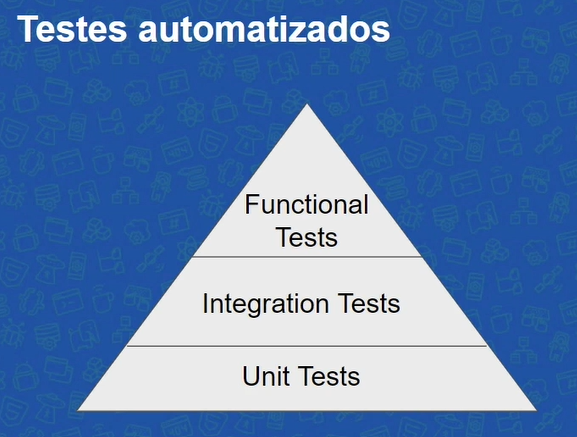 Testes automatizados
Functional
Tests
Integration Tests
Unit Tests